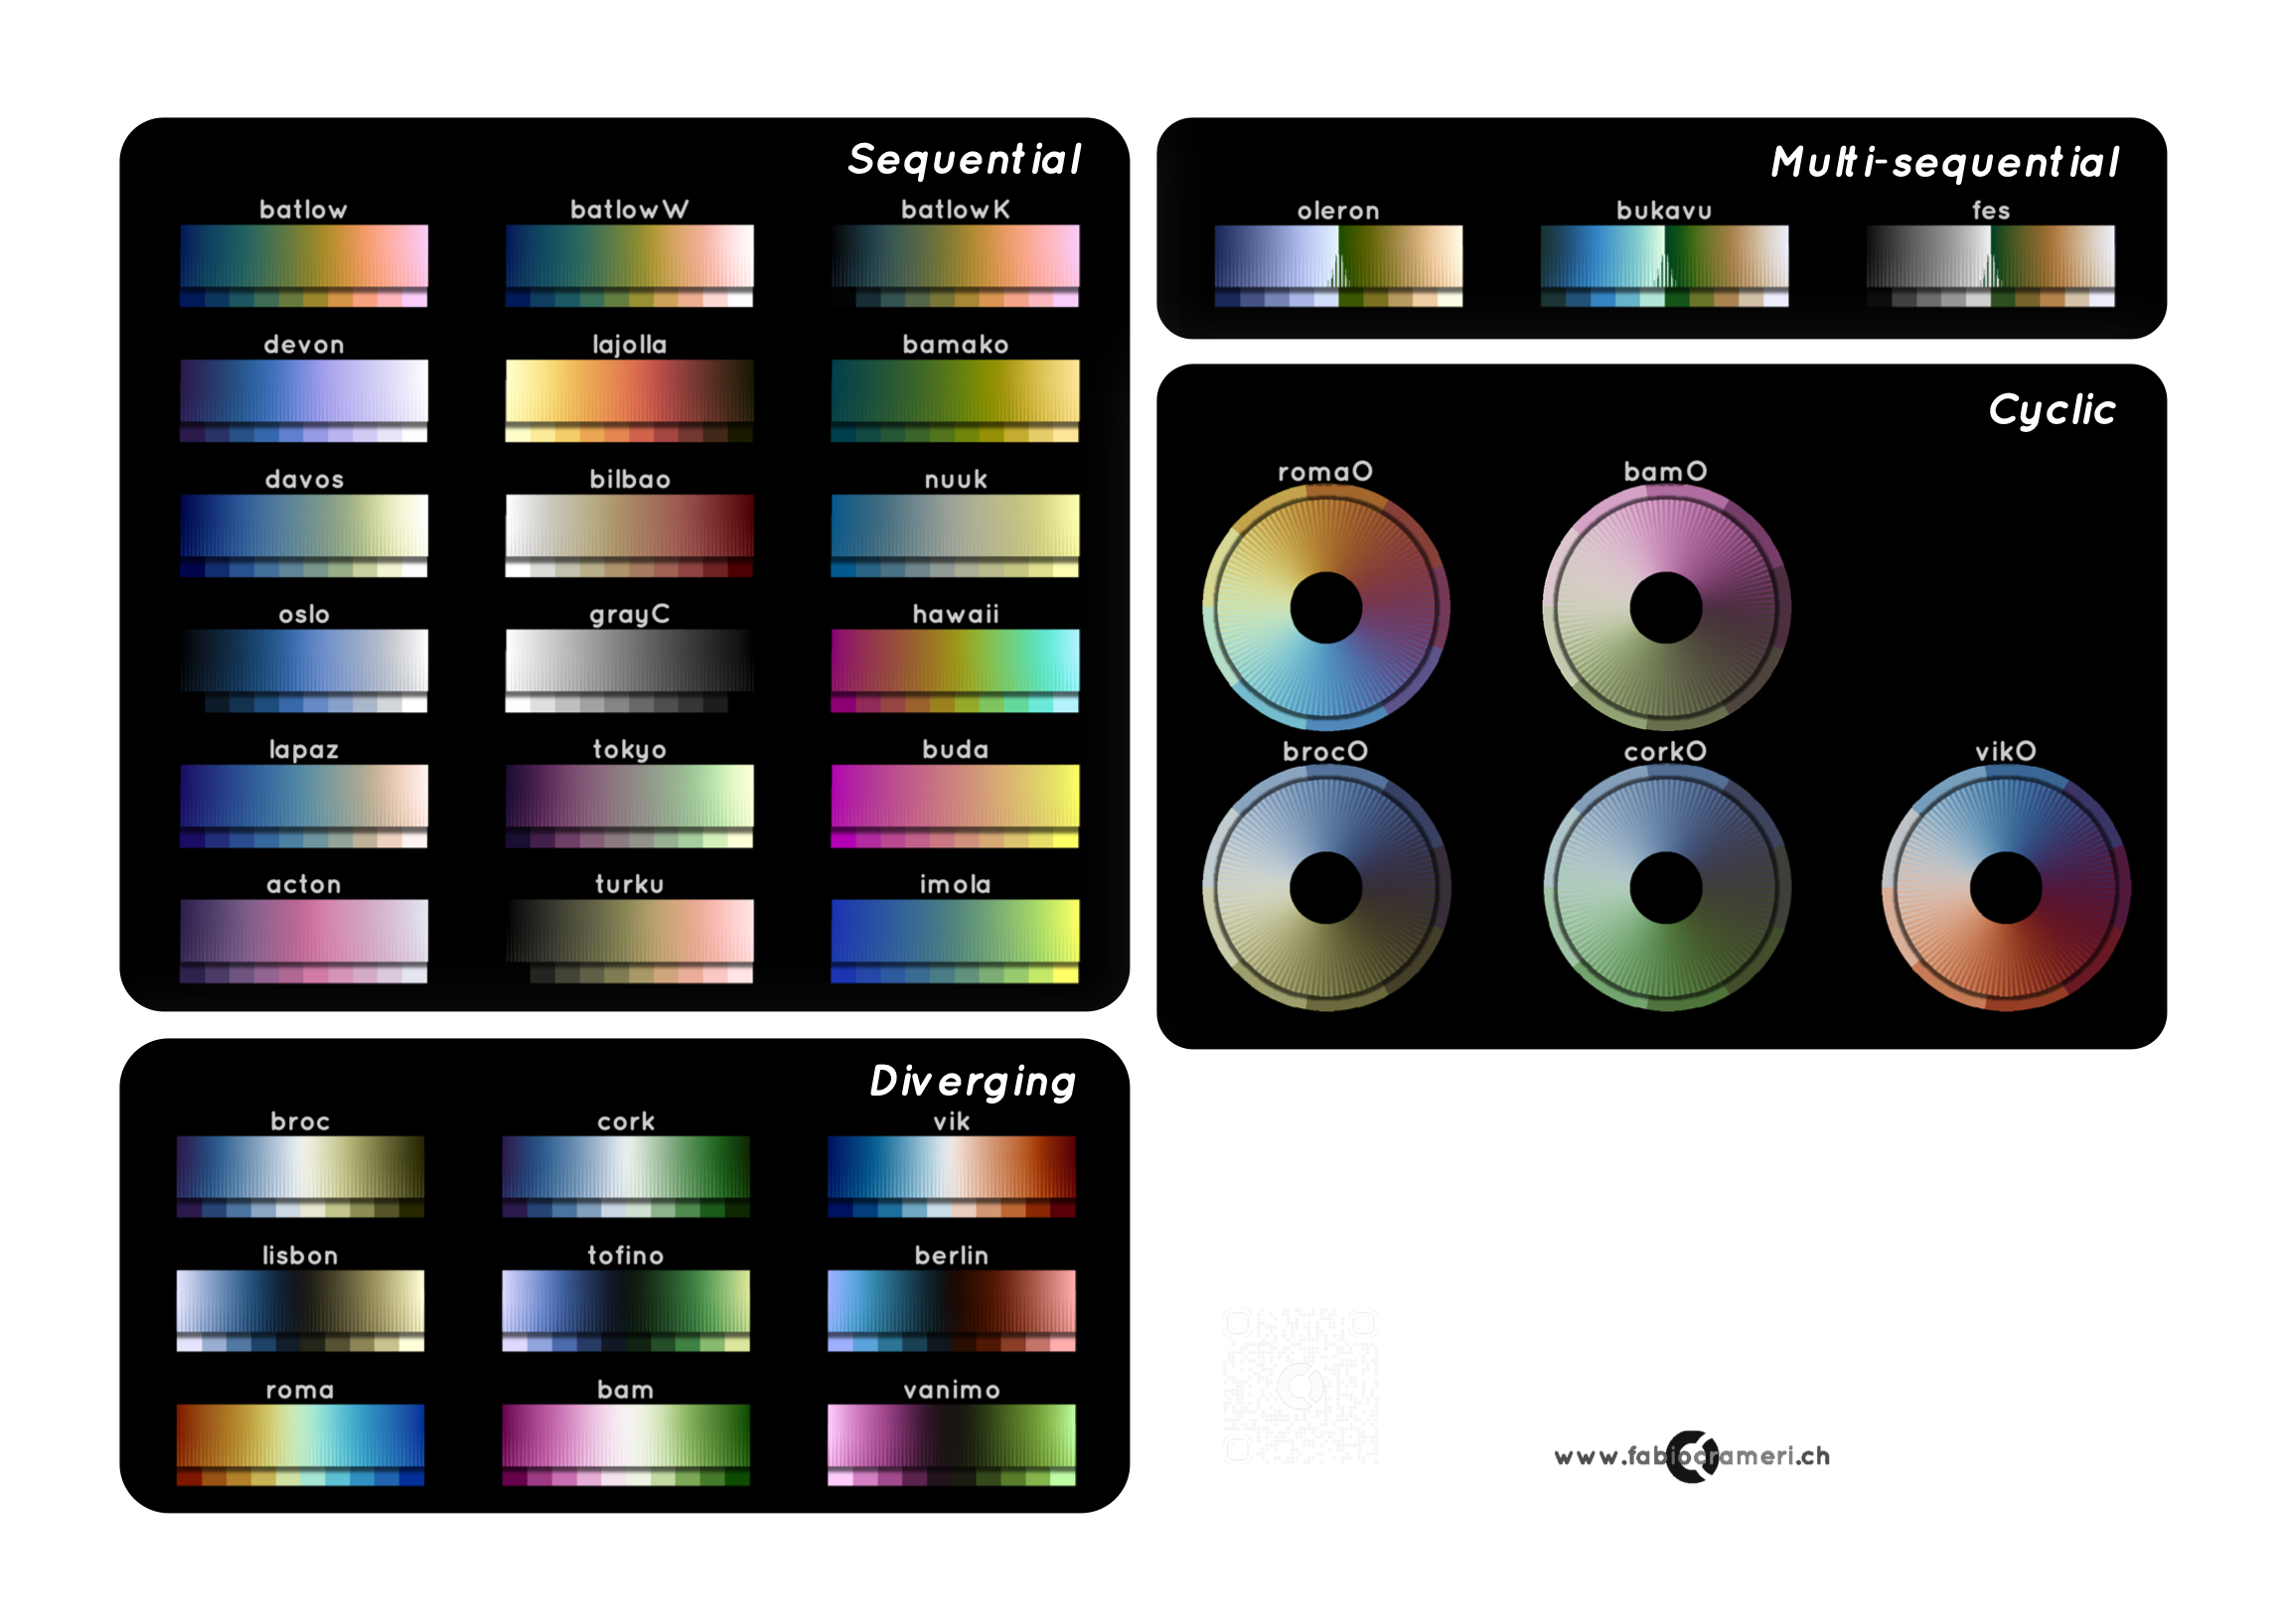 Sequential
batlow
batlowW
batlowK
devon
lajolla
bamako
davos
bilbao
nuuk
oslo
grayC
hawaii
lapaz
tokyo
buda
acton
turku
imola
Diverging
broc
cork
vik
lisbon
tofino
berlin
roma
bam
vanimo
Multi-sequential
oleron
bukavu
fes
Cyclic
romaO
bamO
brocO
corkO
vikO
www.fabiocrameri.ch